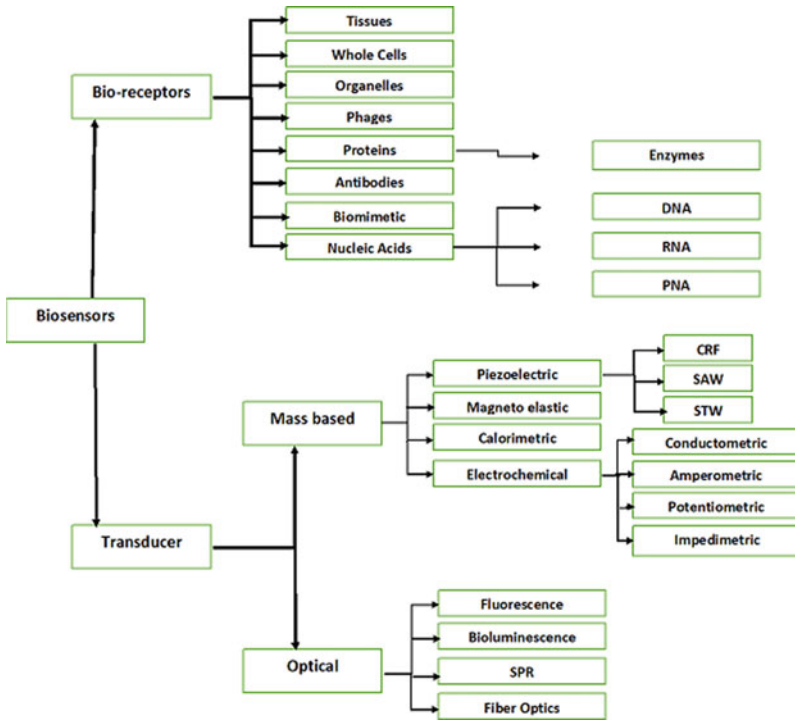 Tissues
Whole Cells
Bio-receptors
Organelles
Phages
Proteins
Enzymes
Antibodies
DNA
Biomimetic
Nucleic Acids
RNA
PNA
Biosensors
CRF
Piezoelectric
SAW
Mass based
Magneto elastic
STW
Calorimetric
Conductometric
Electrochemical
Amperometric
Potentiometric
Transducer
Impedimetric
Fluorescence
Bioluminescence
Optical
SPR
Fiber Optics